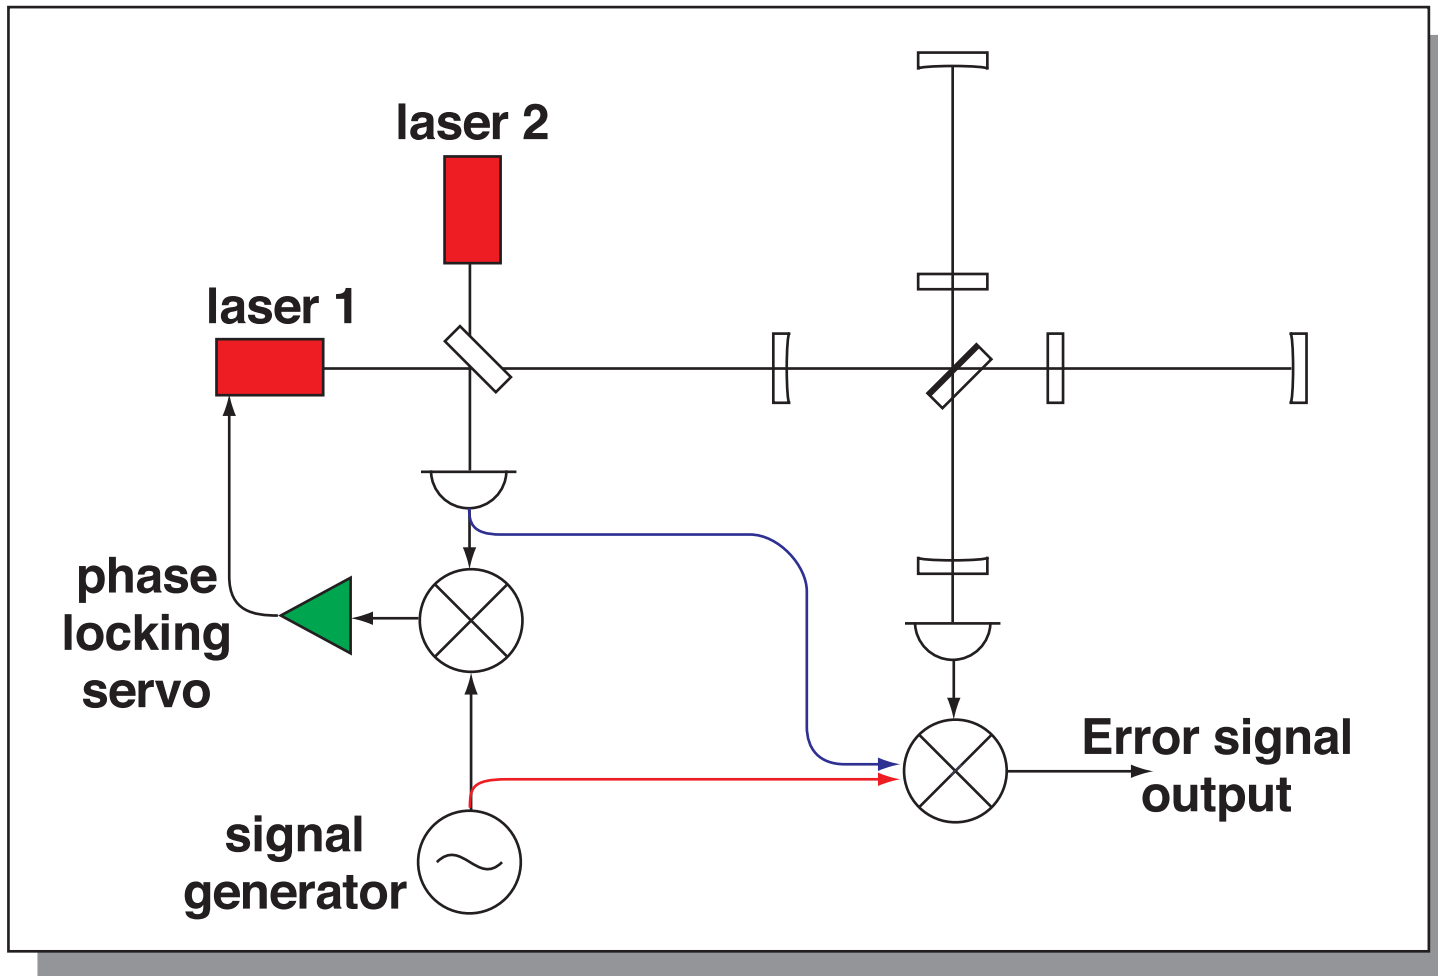 laser 2
laser 1
phase
locking
servo
Error signal
output
signal
generator